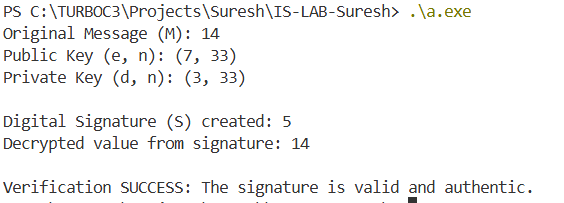 PS C:\TURBOC3\Projects\Suresh\IS-LAB-Suresh> .\a.exe
Original Message (M): 14
Public Key (e, n): (7, 33)
Private Key (d, n): (3, 33)
Digital Signature (S) created: 5
Decrypted value from signature: 14
Verification SUCCESS: The signature is valid and authentic.